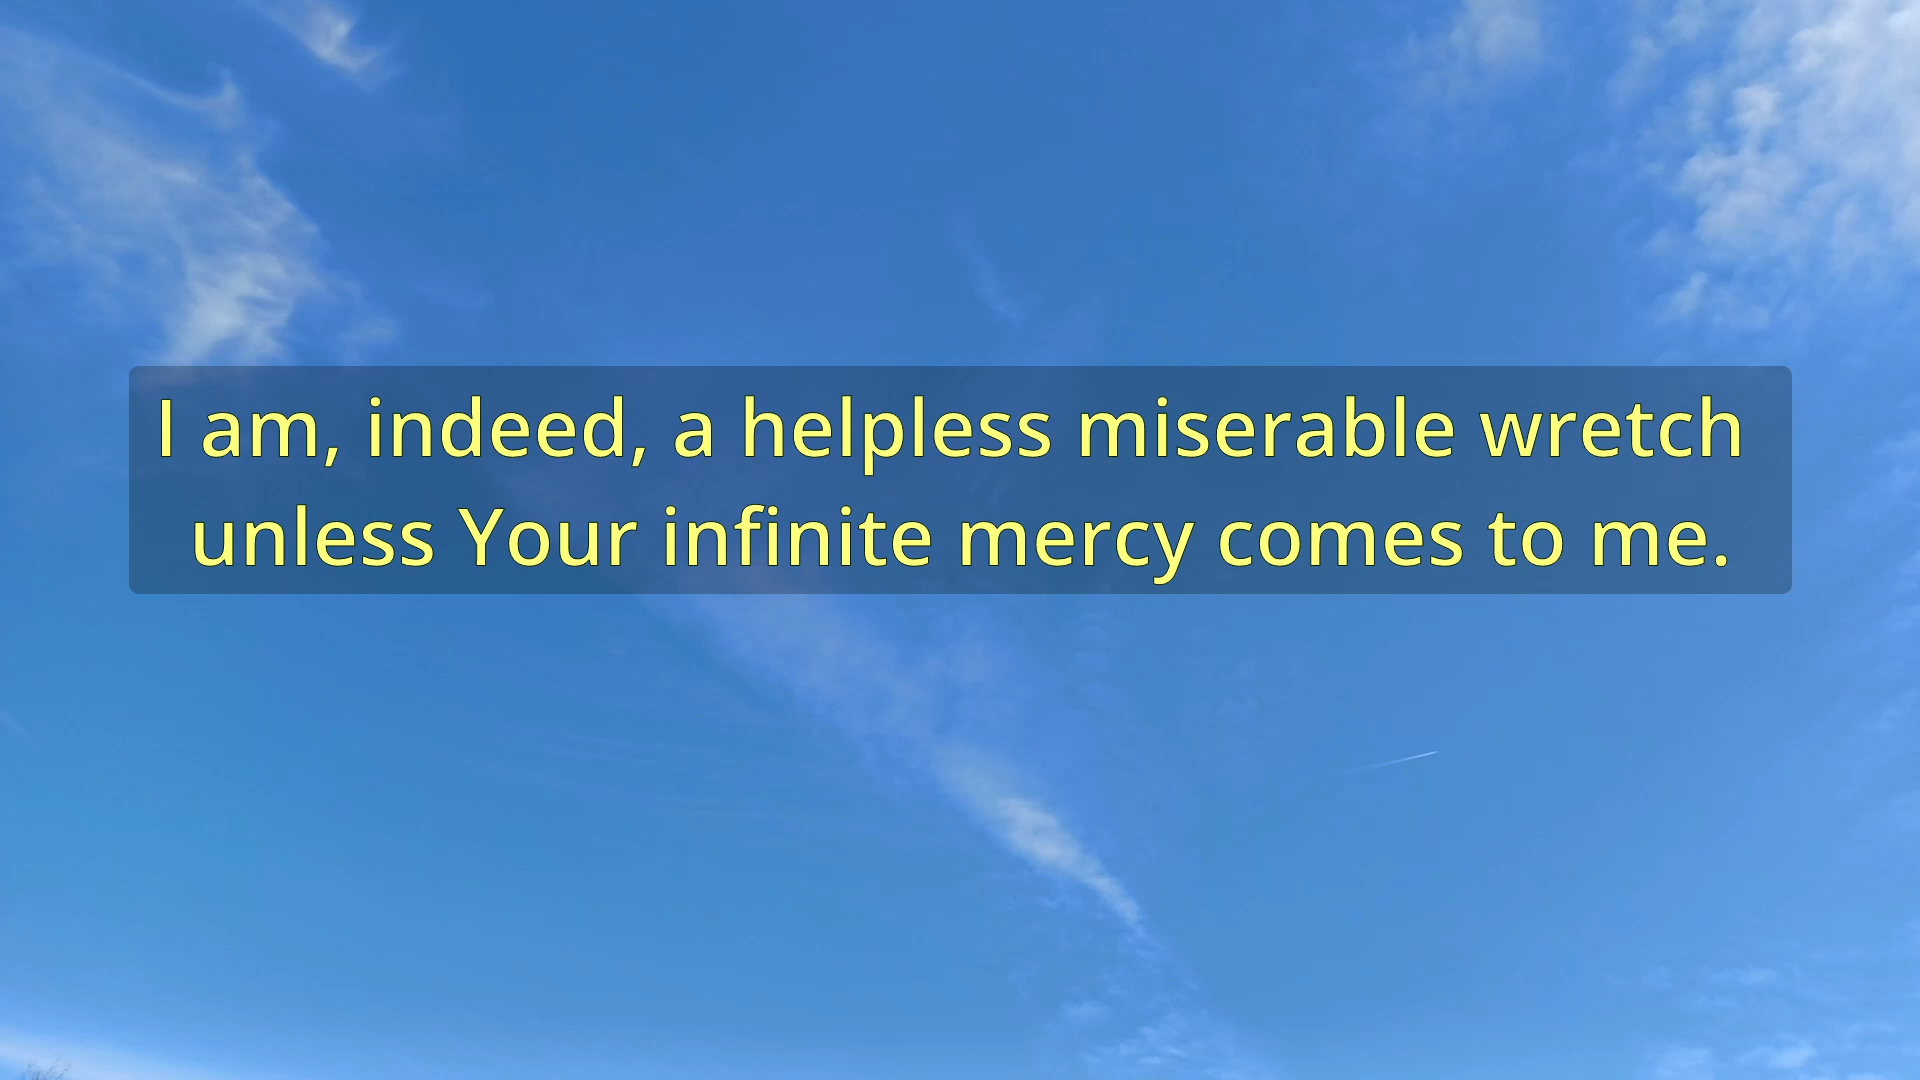 I am, indeed, a helpless miserable wretch
unless Your infinite mercy comes to me.